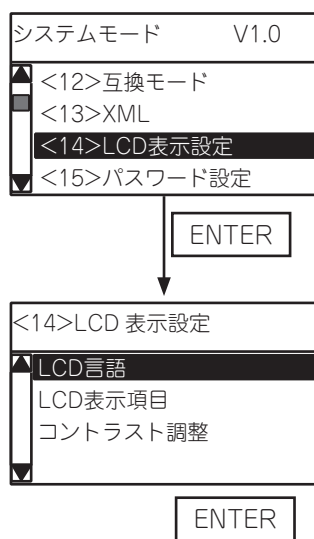 システムモード V1.0
<12>互換モード
<13>XML
<14>LCD表示設定
<15>パスワード設定
ENTER
<14>LCD 表示設定
LCD言語
LCD表示項目
コントラスト調整
ENTER